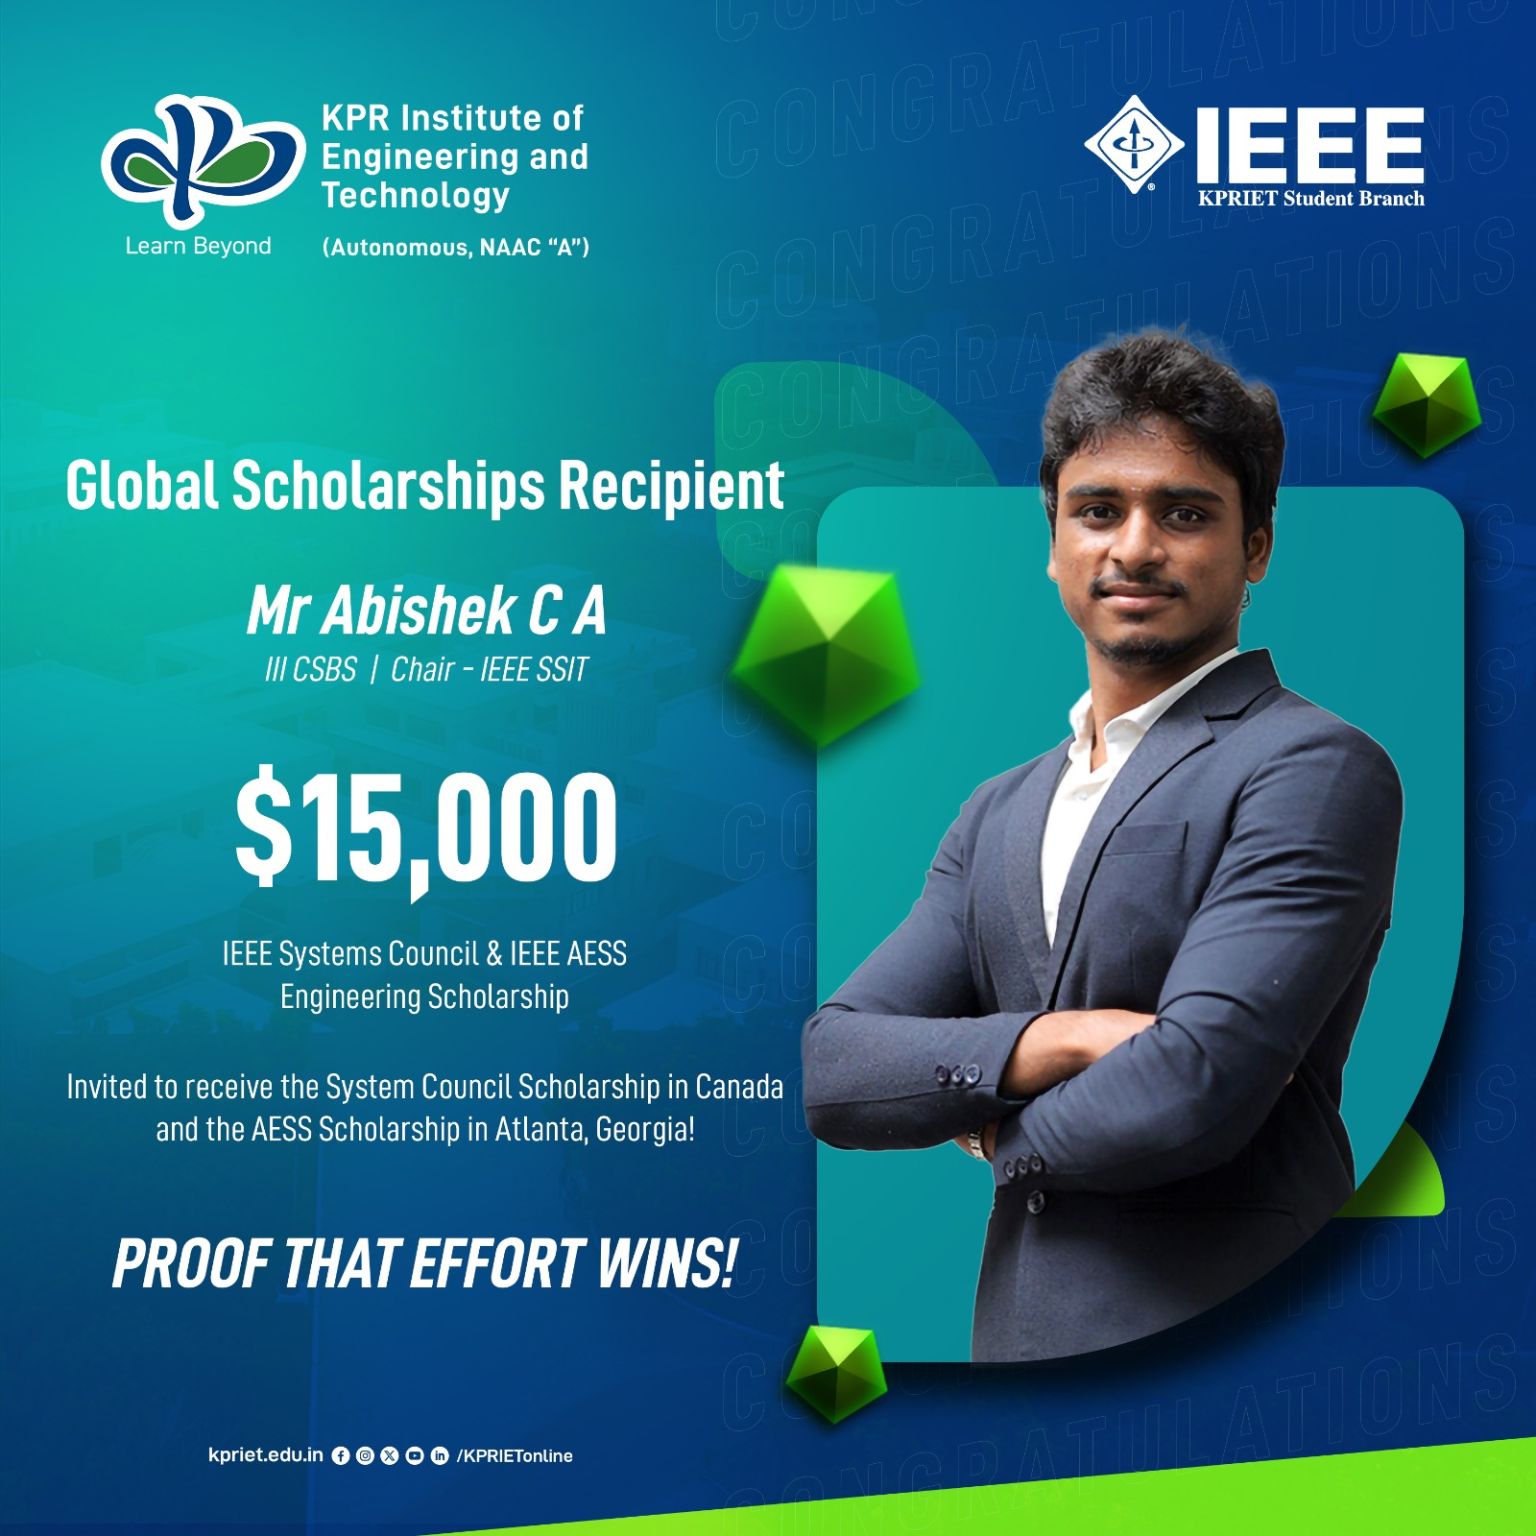 KPR Institute of
Engineering and
Technology
Learn Beyond
(Autonomous, NAAC “A”)
IEEE
KPRIET Student Branch
CONGRATULATIONS
Global Scholarships Recipient
Mr Abishek C A
III CSBS | Chair - IEEE SSIT
$15,000
IEEE Systems Council & IEEE AESS
Engineering Scholarship
Invited to receive the System Council Scholarship in Canada
and the AESS Scholarship in Atlanta, Georgia!
PROOF THAT EFFORT WINS!
kpriet.edu.in /KPRIETonline